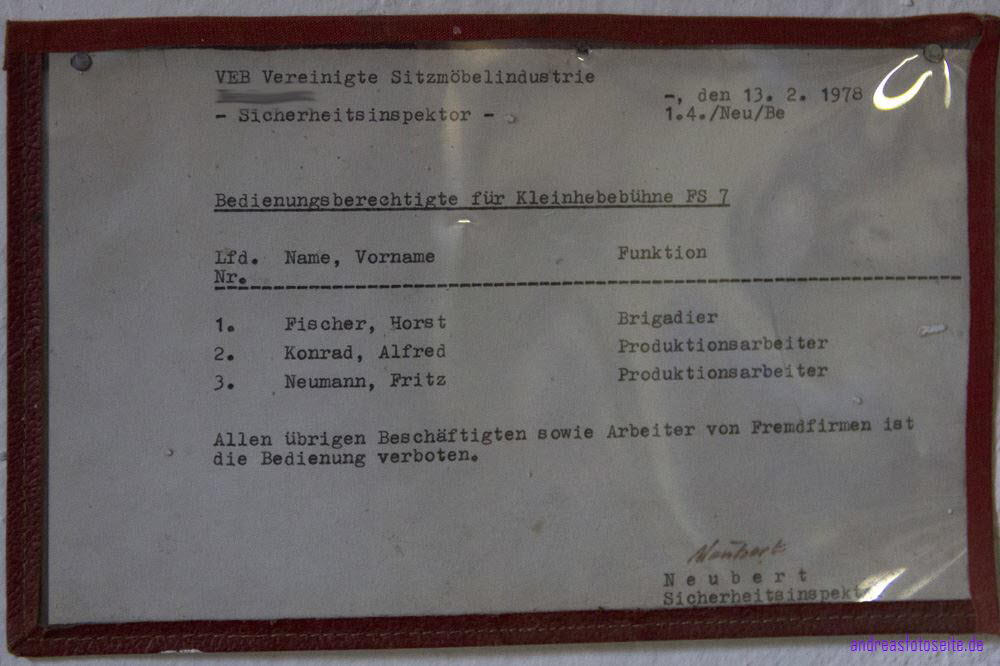 VEB Vereinigte Sitzmöbelindustrie
- Sicherheitsinspektor -
-, den 13. 2. 1978
1.4./Neu/Be
Bedienungsberechtigte für Kleinhebebühne FS 7
Lfd. Name, Vorname Funktion
Nr.
1. Fischer, Horst Brigadier
2. Konrad, Alfred Produktionsarbeiter
3. Neumann, Fritz Produktionsarbeiter
Allen übrigen Beschäftigten sowie Arbeiter von Fremdfirmen ist
die Bedienung verboten.
Neubert
N e u b e r t
Sicherheitsinspekt
andreasfotoseite.de